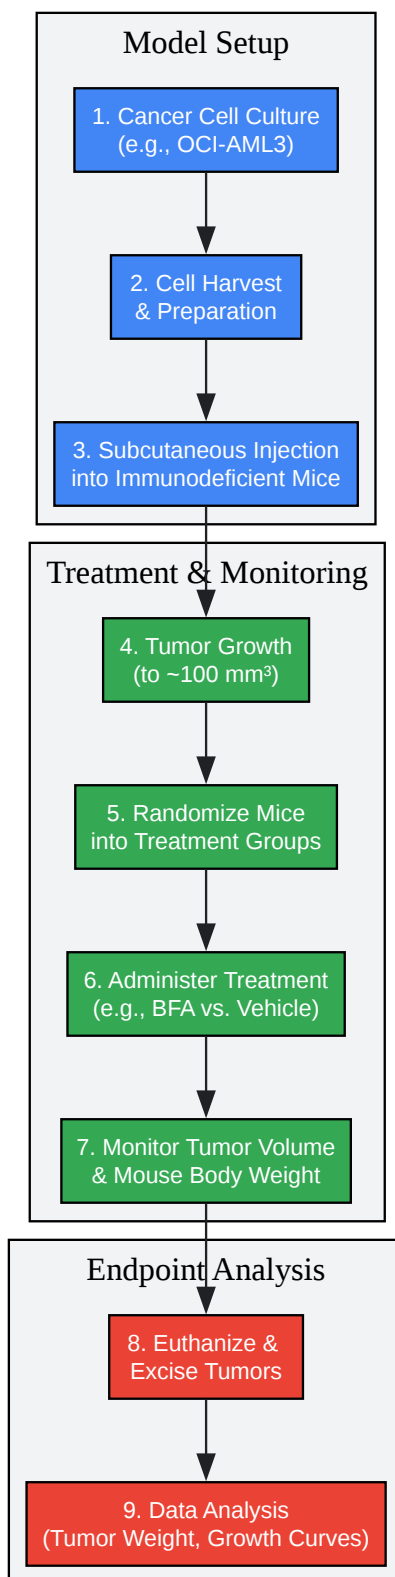 Model Setup
1. Cancer Cell Culture
(e.g., OCI-AML3)
2. Cell Harvest
& Preparation
3. Subcutaneous Injection
into Immunodeficient Mice
Treatment & Monitoring
4. Tumor Growth
(to ~100 mm³)
5. Randomize Mice
into Treatment Groups
6. Administer Treatment
(e.g., BFA vs. Vehicle)
7. Monitor Tumor Volume
& Mouse Body Weight
Endpoint Analysis
8. Euthanize &
Excise Tumors
9. Data Analysis
(Tumor Weight, Growth Curves)